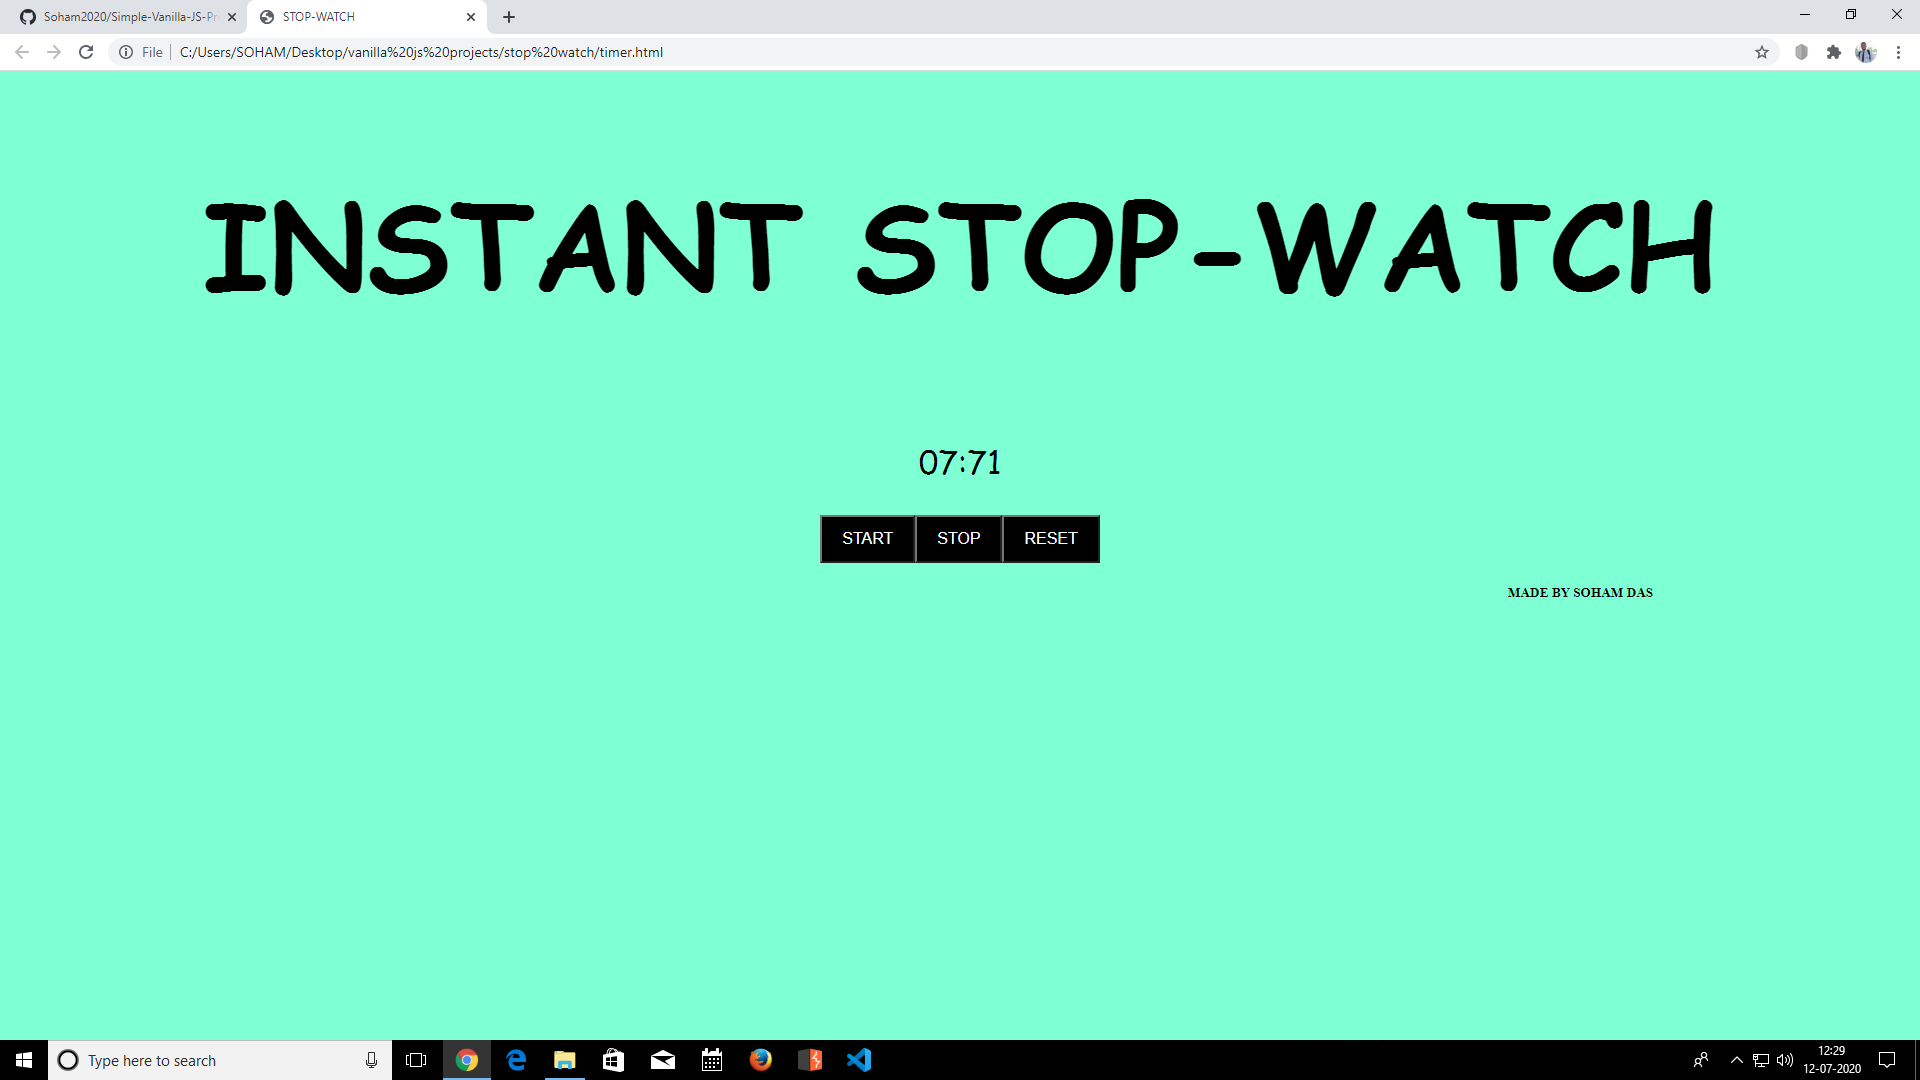 Soham2020/Simple-Vanilla-JS-Pr
STOP-WATCH
File
C:/Users/SOHAM/Desktop/vanilla%20js%20projects/stop%20watch/timer.html
INSTANT STOP-WATCH
07:71
START STOP RESET
MADE BY SOHAM DAS
Type here to search
12:29
12-07-2020